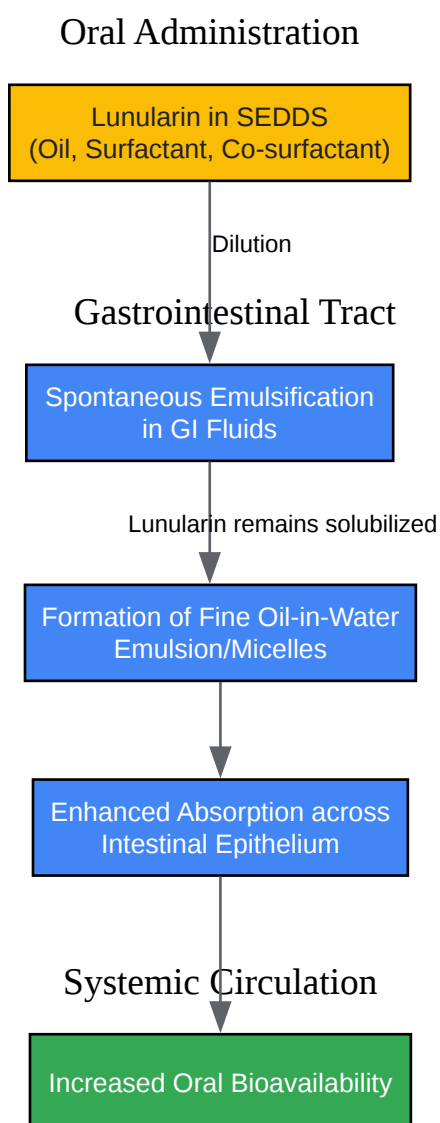 Oral Administration
Lunularin in SEDDS
(Oil, Surfactant, Co-surfactant)
Dilution
Gastrointestinal Tract
Spontaneous Emulsification
in GI Fluids
Lunularin remains solubilized
Formation of Fine Oil-in-Water
Emulsion/Micelles
Enhanced Absorption across
Intestinal Epithelium
Systemic Circulation
Increased Oral Bioavailability